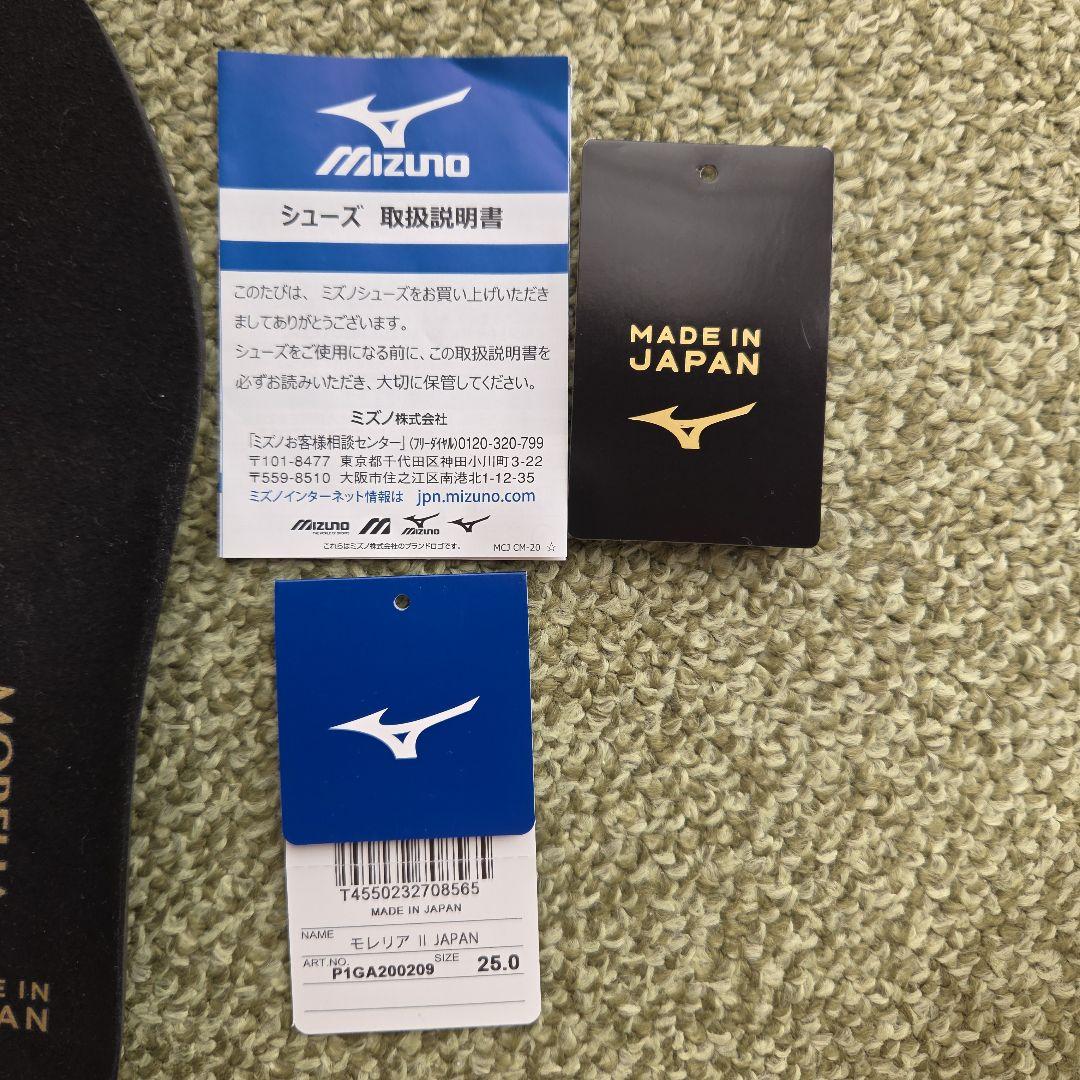 MIZUNO
シューズ 取扱説明書
このたびは、ミズノシューズをお買い上げいただき
ましてありがとうございます。
シューズをご使用になる前に、この取扱説明書を
必ずお読みいただき、大切に保管してください。
ミズノ株式会社
「ミズノお客様相談センター」(フリーダイヤル)0120-320-799
〒101-8477 東京都千代田区神田小川町3-22
〒559-8510 大阪市住之江区南港北1-12-35
ミズノインターネット情報は jpn.mizuno.com
MIZUNO
THE WORLD OF SPORTS
MIZUNO
これらはミズノ株式会社のブランドロゴです。 MCJ CM-20 ☆
MADE IN
JAPAN
T4550232708565
MADE IN JAPAN
NAME モレリア II JAPAN
ART.NO. P1GA200209 SIZE 25.0
MORELIA
E IN
PAN